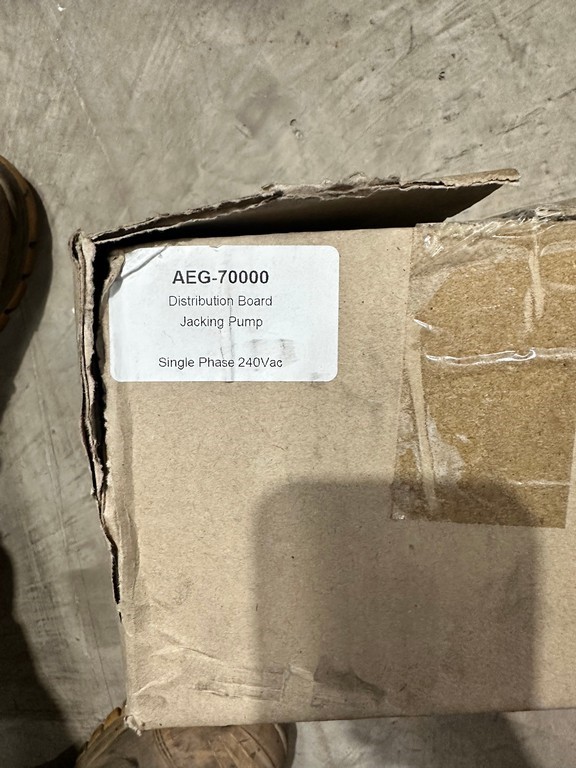 AEG-70000
Distribution Board
Jacking Pump
Single Phase 240Vac